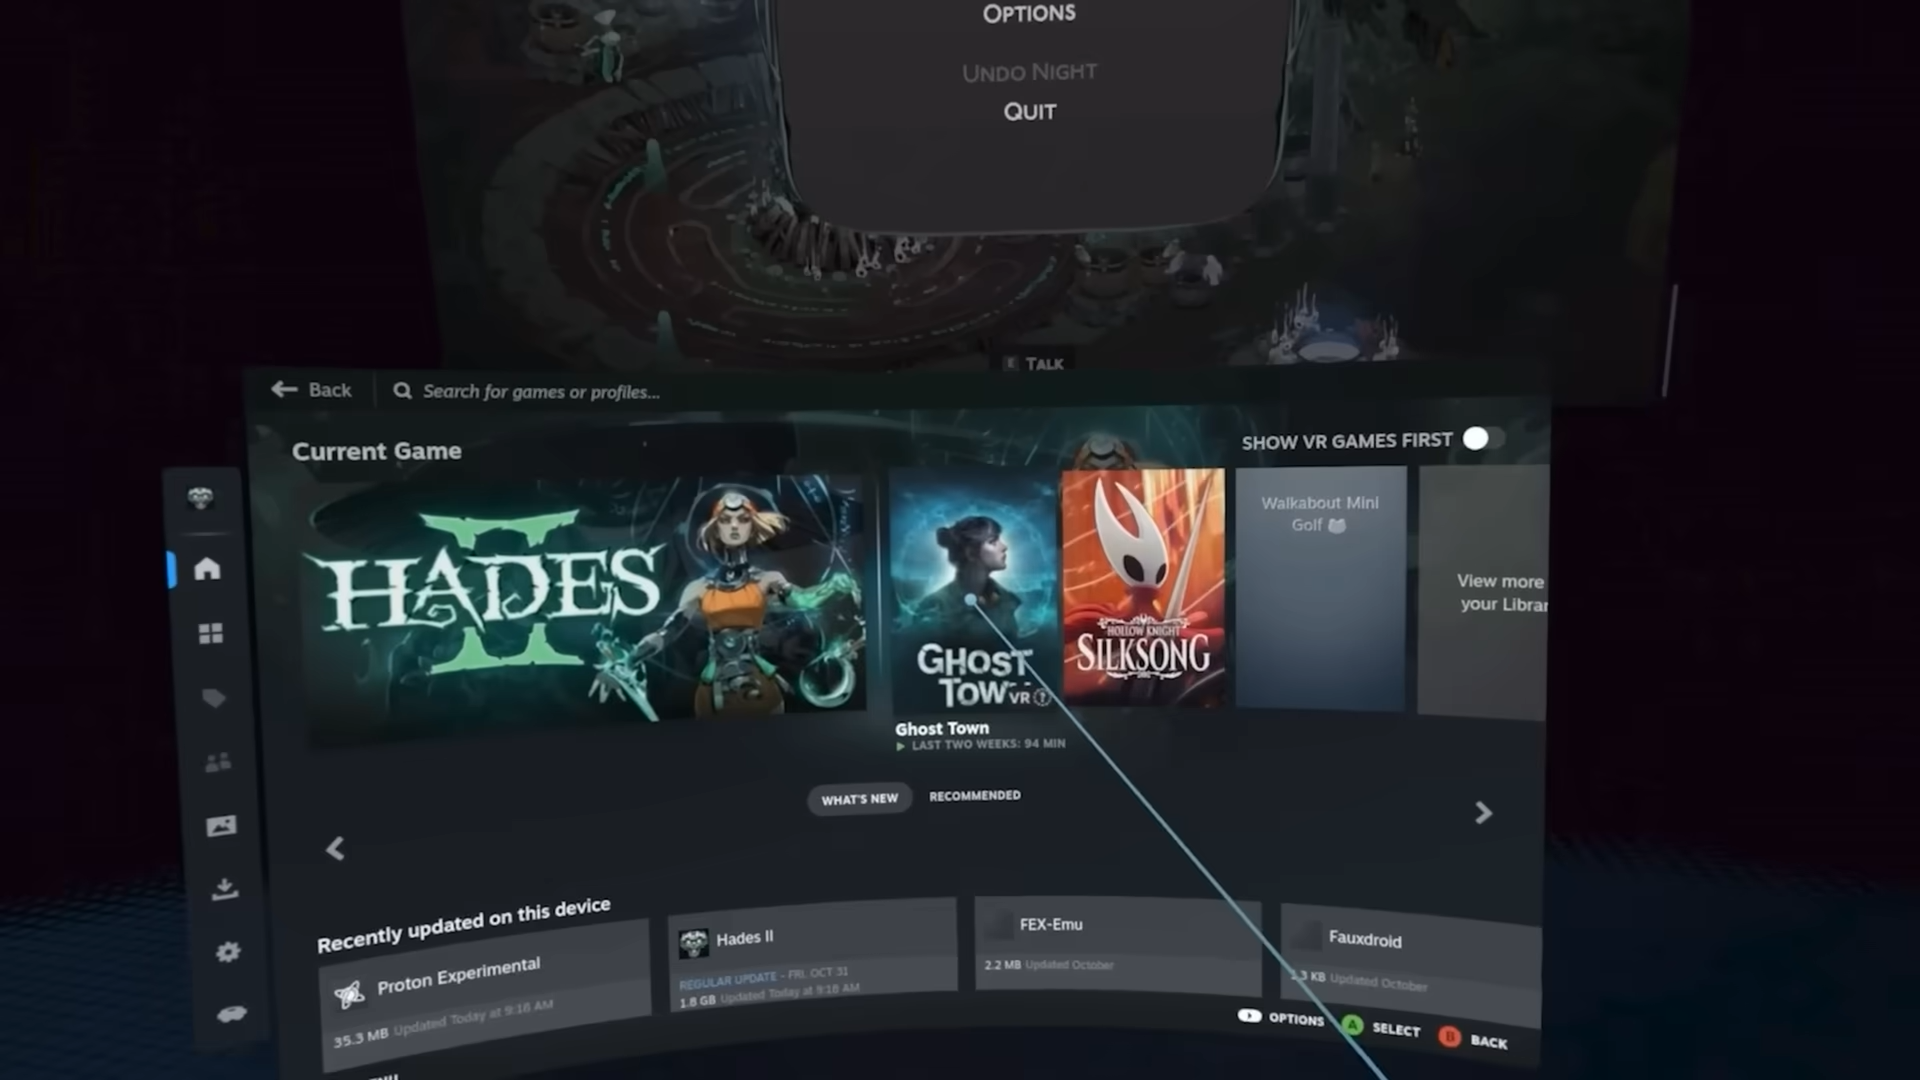 OPTIONS
UNDO NIGHT
QUIT
E TALK
Back
Search for games or profiles...
Current Game
SHOW VR GAMES FIRST
HADES
II
GHOST
TOWN
VR
HOLLOW KNIGHT
SILKSONG
Walkabout Mini
Golf
View more
your Librar
Ghost Town
LAST TWO WEEKS: 94 MIN
WHAT'S NEW
RECOMMENDED
Recently updated on this device
Proton Experimental
35.3 MB Updated Today at 9:18 AM
Hades II
REGULAR UPDATE - FRI, OCT 31
1.8 GB Updated Today at 9:18 AM
FEX-Emu
2.2 MB Updated October
Fauxdroid
KB Updated October
OPTIONS
A SELECT
B BACK